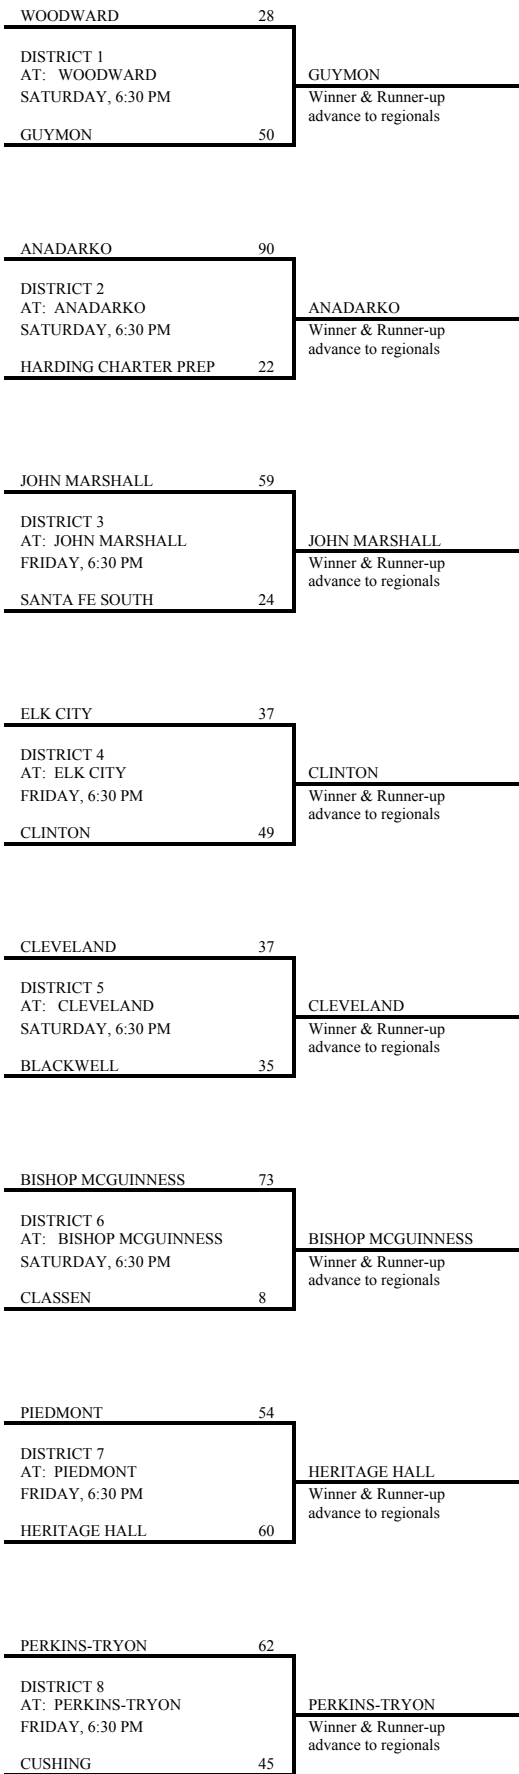 WOODWARD 28
DISTRICT 1
AT: WOODWARD
SATURDAY, 6:30 PM
GUYMON 50
GUYMON
Winner & Runner-up
advance to regionals
ANADARKO 90
DISTRICT 2
AT: ANADARKO
SATURDAY, 6:30 PM
HARDING CHARTER PREP 22
ANADARKO
Winner & Runner-up
advance to regionals
JOHN MARSHALL 59
DISTRICT 3
AT: JOHN MARSHALL
FRIDAY, 6:30 PM
SANTA FE SOUTH 24
JOHN MARSHALL
Winner & Runner-up
advance to regionals
ELK CITY 37
DISTRICT 4
AT: ELK CITY
FRIDAY, 6:30 PM
CLINTON 49
CLINTON
Winner & Runner-up
advance to regionals
CLEVELAND 37
DISTRICT 5
AT: CLEVELAND
SATURDAY, 6:30 PM
BLACKWELL 35
CLEVELAND
Winner & Runner-up
advance to regionals
BISHOP MCGUINNESS 73
DISTRICT 6
AT: BISHOP MCGUINNESS
SATURDAY, 6:30 PM
CLASSEN 8
BISHOP MCGUINNESS
Winner & Runner-up
advance to regionals
PIEDMONT 54
DISTRICT 7
AT: PIEDMONT
FRIDAY, 6:30 PM
HERITAGE HALL 60
HERITAGE HALL
Winner & Runner-up
advance to regionals
PERKINS-TRYON 62
DISTRICT 8
AT: PERKINS-TRYON
FRIDAY, 6:30 PM
CUSHING 45
PERKINS-TRYON
Winner & Runner-up
advance to regionals